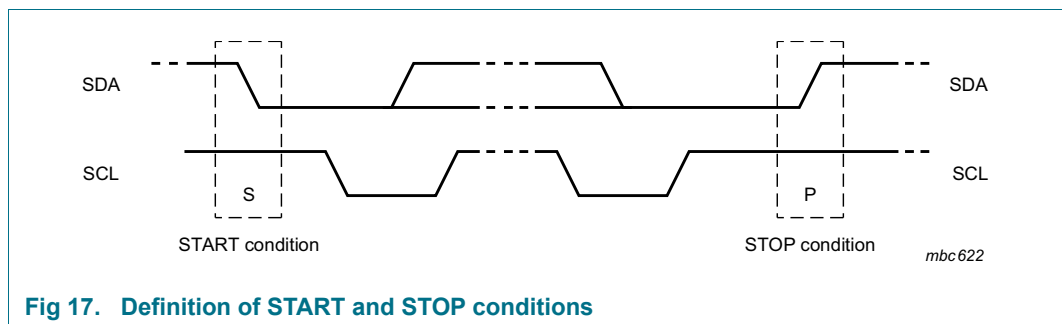 SDA
SDA
SCL
SCL
S
P
START condition
STOP condition
mbc622
Fig 17. Definition of START and STOP conditions